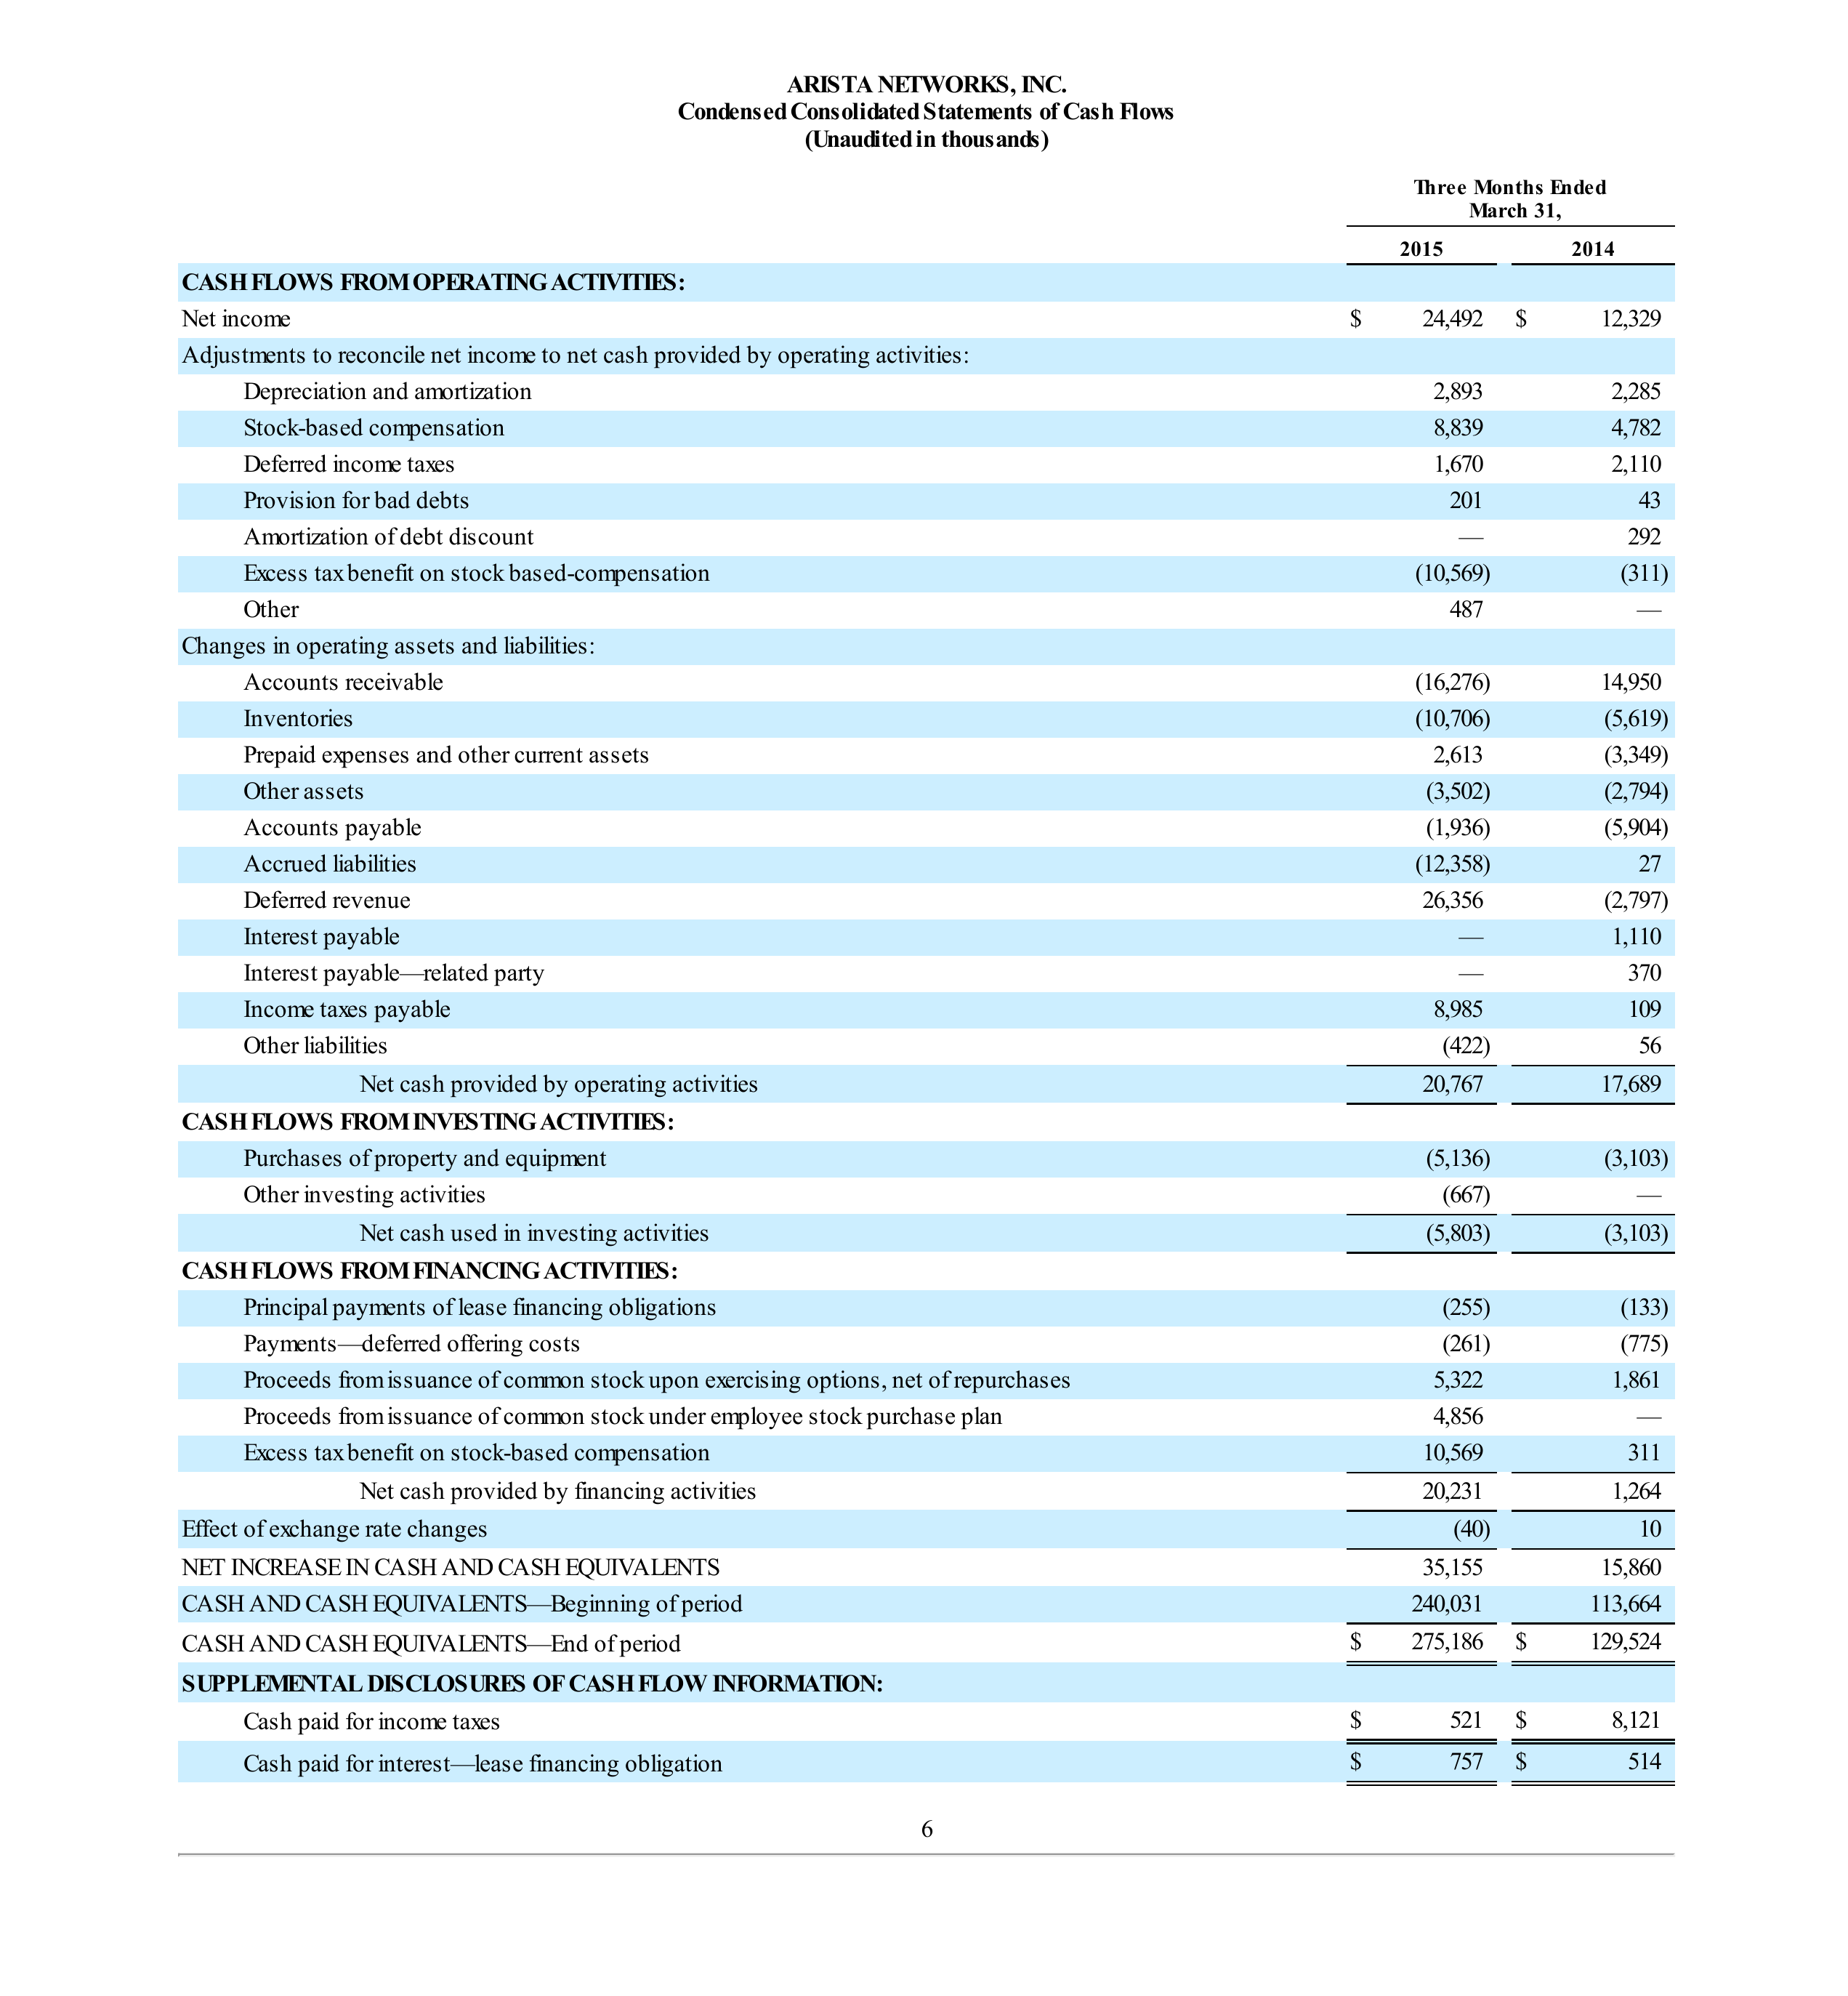 ARISTA NETWORKS, INC.
Condensed Consolidated Statements of Cash Flows
(Unaudited in thousands)
Three Months Ended
March 31,
2015 2014
CASH FLOWS FROM OPERATING ACTIVITIES:
Net income $ 24,492 $ 12,329
Adjustments to reconcile net income to net cash provided by operating activities:
Depreciation and amortization 2,893 2,285
Stock-based compensation 8,839 4,782
Deferred income taxes 1,670 2,110
Provision for bad debts 201 43
Amortization of debt discount — 292
Excess tax benefit on stock based-compensation (10,569) (311)
Other 487 —
Changes in operating assets and liabilities:
Accounts receivable (16,276) 14,950
Inventories (10,706) (5,619)
Prepaid expenses and other current assets 2,613 (3,349)
Other assets (3,502) (2,794)
Accounts payable (1,936) (5,904)
Accrued liabilities (12,358) 27
Deferred revenue 26,356 (2,797)
Interest payable — 1,110
Interest payable—related party — 370
Income taxes payable 8,985 109
Other liabilities (422) 56
Net cash provided by operating activities 20,767 17,689
CASH FLOWS FROM INVESTING ACTIVITIES:
Purchases of property and equipment (5,136) (3,103)
Other investing activities (667) —
Net cash used in investing activities (5,803) (3,103)
CASH FLOWS FROM FINANCING ACTIVITIES:
Principal payments of lease financing obligations (255) (133)
Payments—deferred offering costs (261) (775)
Proceeds from issuance of common stock upon exercising options, net of repurchases 5,322 1,861
Proceeds from issuance of common stock under employee stock purchase plan 4,856 —
Excess tax benefit on stock-based compensation 10,569 311
Net cash provided by financing activities 20,231 1,264
Effect of exchange rate changes (40) 10
NET INCREASE IN CASH AND CASH EQUIVALENTS 35,155 15,860
CASH AND CASH EQUIVALENTS—Beginning of period 240,031 113,664
CASH AND CASH EQUIVALENTS—End of period $ 275,186 $ 129,524
SUPPLEMENTAL DISCLOSURES OF CASH FLOW INFORMATION:
Cash paid for income taxes $ 521 $ 8,121
Cash paid for interest—lease financing obligation $ 757 $ 514
6